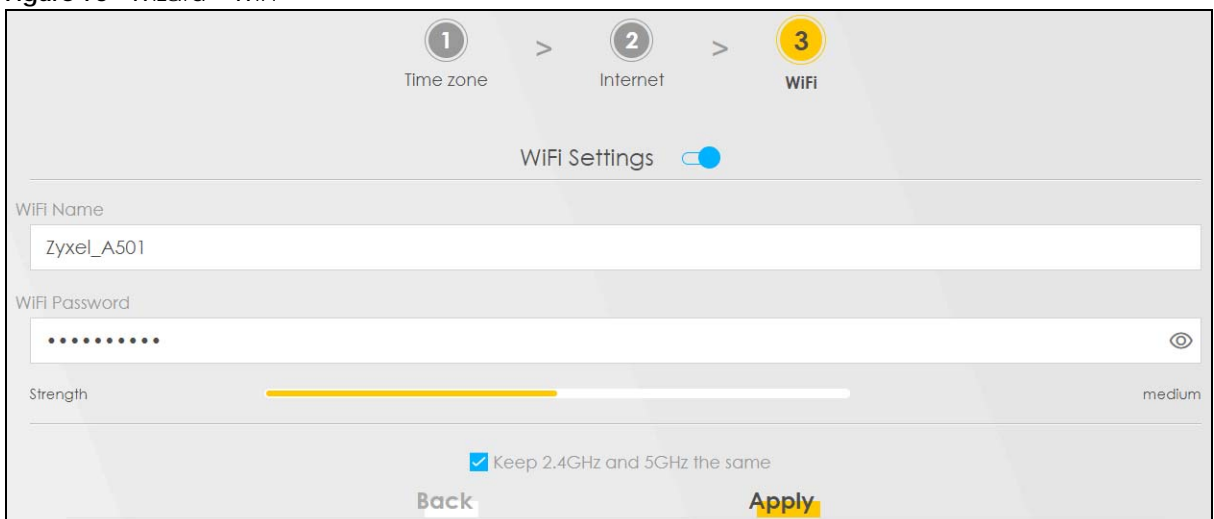 1 > 2 > 3
Time zone Internet WiFi
WiFi Settings
WiFi Name
Zyxel_A501
WiFi Password
••••••••••
Strength medium
Keep 2.4GHz and 5GHz the same
Back Apply